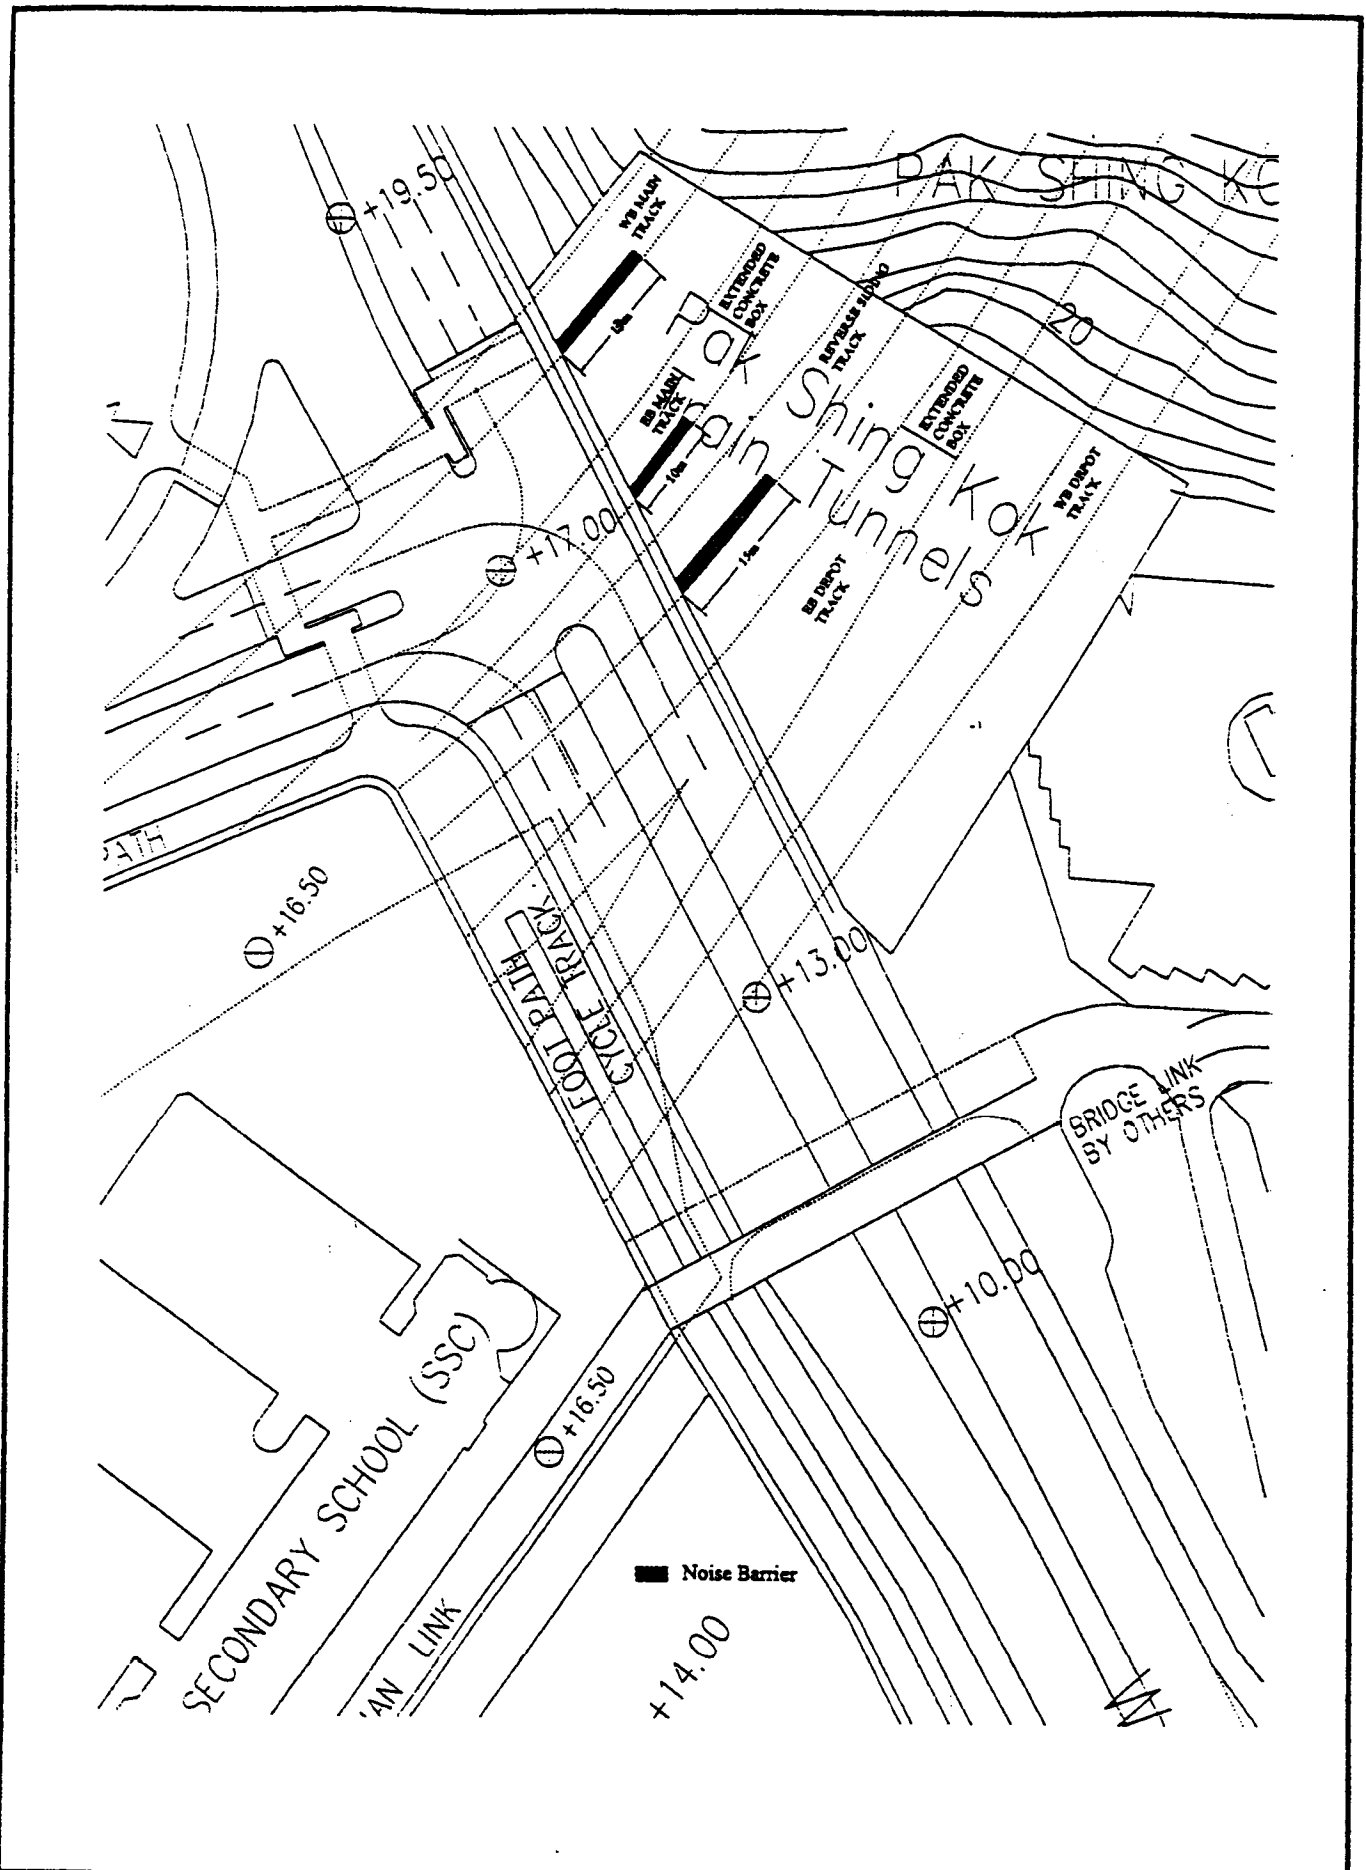 PAK SHING KO
+19.50
WB MAIN
TRACK
EXTENDED
CONCRETE
BOX
REVERSE SIDING
TRACK
20
EB MAIN
TRACK
EXTENDED
CONCRETE
BOX
WB DEPOT
TRACK
10m
15m
EB DEPOT
TRACK
Pak Shing Kok
Tunnels
+17.00
PATH
+16.50
FOOT PATH
CYCLE TRACK
+13.00
BRIDGE LINK
BY OTHERS
+10.00
SECONDARY SCHOOL (SSC)
+16.50
AN LINK
Noise Barrier
+14.00